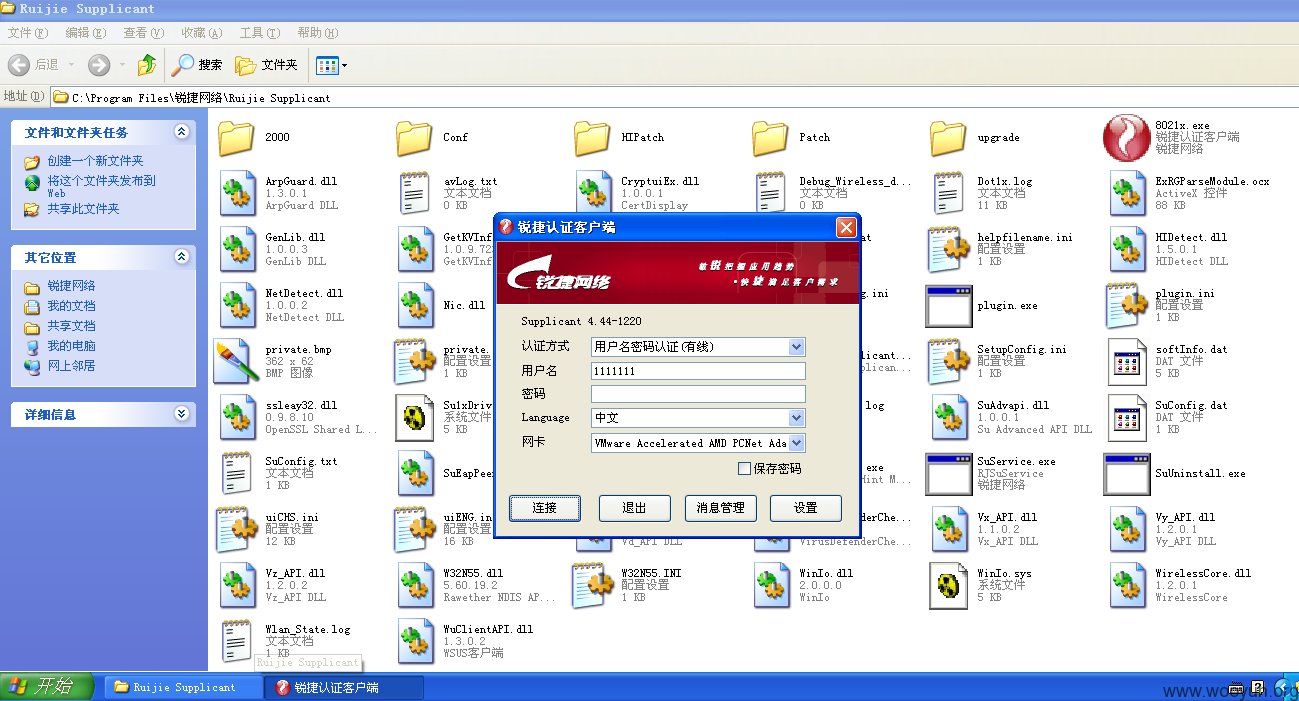 Ruijie Supplicant
文件(F) 编辑(E) 查看(V) 收藏(A) 工具(T) 帮助(H)
后退 搜索 文件夹
地址(D) C:\Program Files\锐捷网络\Ruijie Supplicant
文件和文件夹任务
创建一个新文件夹
将这个文件夹发布到
Web
共享此文件夹
其它位置
锐捷网络
我的文档
共享文档
我的电脑
网上邻居
详细信息
2000
Conf
HIPatch
Patch
upgrade
8021x.exe
锐捷认证客户端
锐捷网络
ArpGuard.dll
1.3.0.1
ArpGuard DLL
avLog.txt
文本文档
0 KB
CryptuiEx.dll
1.0.0.1
CertDisplay
Debug_Wireless_d...
文本文档
0 KB
Dot1x.log
文本文档
11 KB
ExRGParseModule.ocx
ActiveX 控件
88 KB
GenLib.dll
1.0.0.3
GenLib DLL
GetKVInf
1.0.9.72
GetKVInf
at
helpfilename.ini
配置设置
1 KB
HIDetect.dll
1.5.0.1
HIDetect DLL
NetDetect.dll
1.0.0.2
NetDetect DLL
Nic.dll
g.ini
plugin.exe
plugin.ini
配置设置
1 KB
private.bmp
362 x 62
BMP 图像
private.
配置设置
1 KB
licant...
plican...
SetupConfig.ini
配置设置
1 KB
softInfo.dat
DAT 文件
5 KB
ssleay32.dll
0.9.8.10
OpenSSL Shared L...
Su1xDriv
系统文件
5 KB
log
SuAdvapi.dll
1.0.0.1
Su Advanced API DLL
SuConfig.dat
DAT 文件
1 KB
SuConfig.txt
文本文档
1 KB
SuEapPee
.exe
Hint M...
SuService.exe
RJSuService
锐捷网络
SuUninstall.exe
uiCHS.ini
配置设置
12 KB
uiENG.ini
配置设置
16 KB
Vd_API DLL
derChe...
VirusDefenderChe...
Vx_API.dll
1.1.0.2
Vx_API DLL
Vy_API.dll
1.2.0.1
Vy_API DLL
Vz_API.dll
1.2.0.2
Vz_API DLL
W32N55.dll
5.60.19.2
Rawether NDIS AP...
W32N55.INI
配置设置
1 KB
WinIo.dll
2.0.0.0
WinIo
WinIo.sys
系统文件
5 KB
WirelessCore.dll
1.2.0.1
WirelessCore
Wlan_State.log
文本文档
1 KB
WuClientAPI.dll
1.3.0.2
WSUS客户端
Ruijie Supplicant
锐捷认证客户端
锐捷网络
敏锐把握应用趋势
·快捷满足客户需求
Supplicant 4.44-1220
认证方式 用户名密码认证(有线)
用户名 1111111
密码
Language 中文
网卡 VMware Accelerated AMD PCNet Ada
保存密码
连接 退出 消息管理 设置
开始 Ruijie Supplicant 锐捷认证客户端
www.wooyun.org